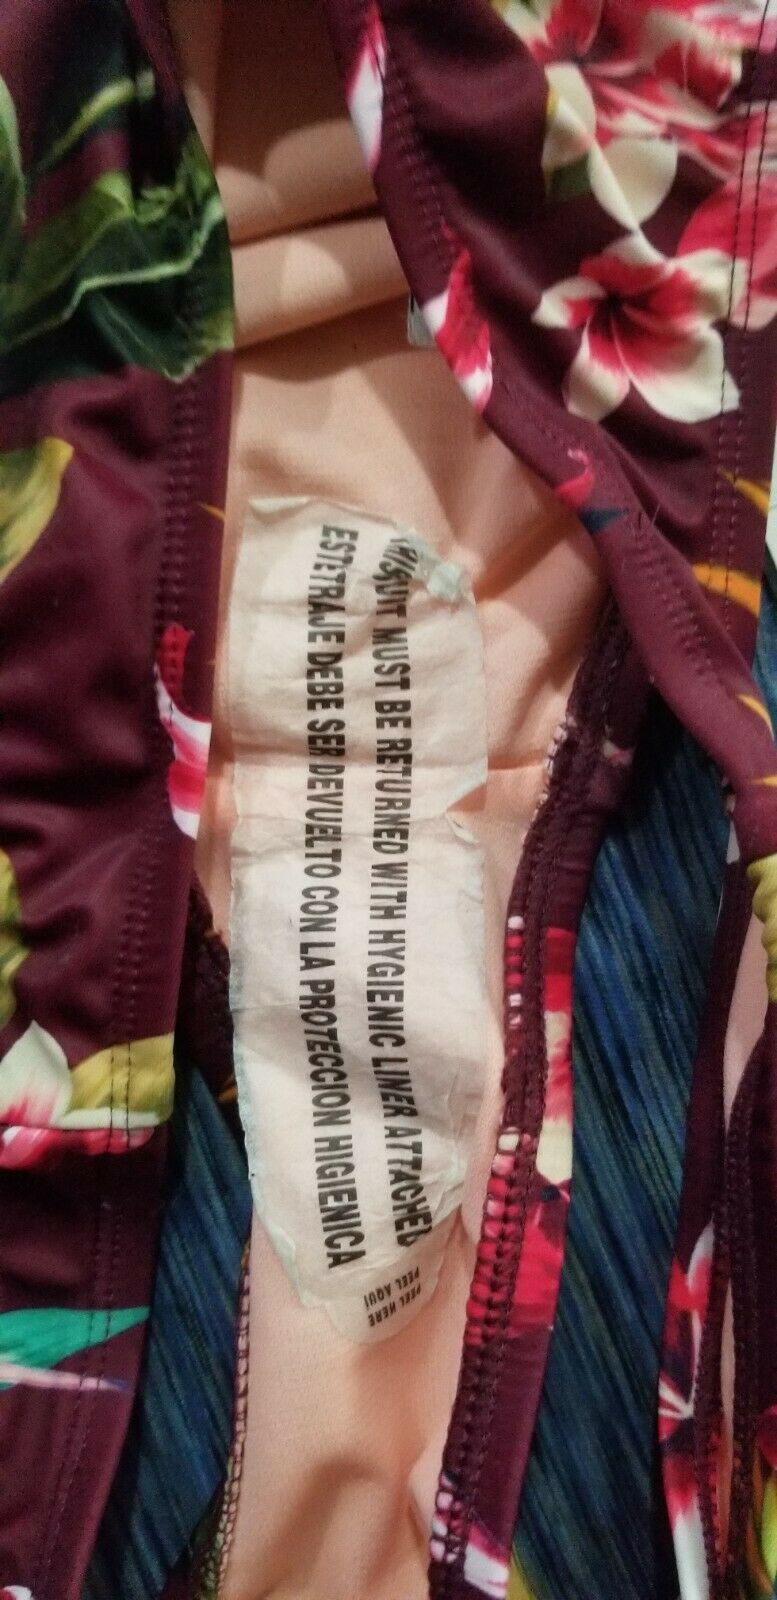 THIS SUIT MUST BE RETURNED WITH HYGIENIC LINER ATTACHED
ESTETRAJE DEBE SER DEVUELTO CON LA PROTECCION HIGIENICA
PEEL HERE
PEEL AQUI